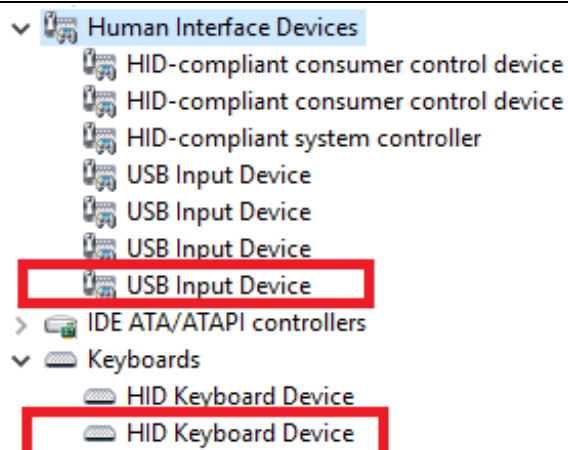 Human Interface Devices
HID-compliant consumer control device
HID-compliant consumer control device
HID-compliant system controller
USB Input Device
USB Input Device
USB Input Device
USB Input Device
IDE ATA/ATAPI controllers
Keyboards
HID Keyboard Device
HID Keyboard Device